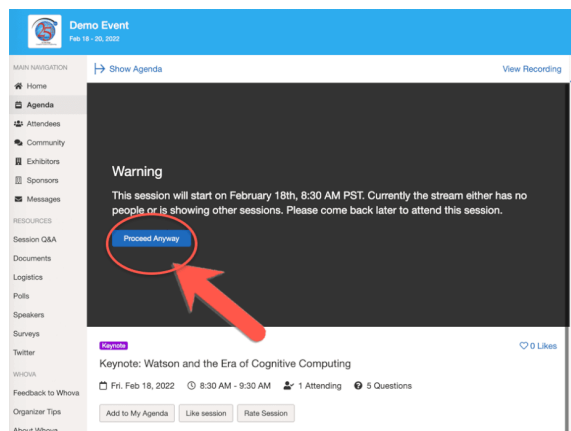 Demo Event
Feb 18 - 20, 2022
MAIN NAVIGATION
Home
Agenda
Attendees
Community
Exhibitors
Sponsors
Messages
RESOURCES
Session Q&A
Documents
Logistics
Polls
Speakers
Surveys
Twitter
WHOVA
Feedback to Whova
Organizer Tips
About Whova
Show Agenda
View Recording
Warning
This session will start on February 18th, 8:30 AM PST. Currently the stream either has no
people or is showing other sessions. Please come back later to attend this session.
Proceed Anyway
Keynote
0 Likes
Keynote: Watson and the Era of Cognitive Computing
Fri. Feb 18, 2022 8:30 AM - 9:30 AM 1 Attending 5 Questions
Add to My Agenda Like session Rate Session